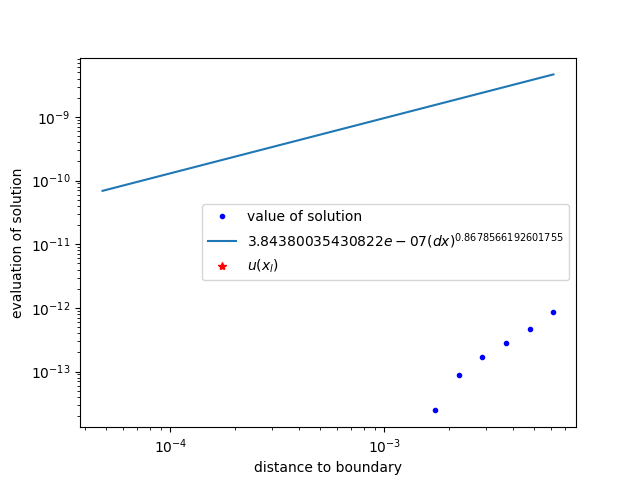 10⁻⁹
10⁻¹⁰
10⁻¹¹
10⁻¹²
10⁻¹³
evaluation of solution
value of solution
3.84380035430822e − 07(dx)^0.8678566192601755
u(x_l)
10⁻⁴
10⁻³
distance to boundary